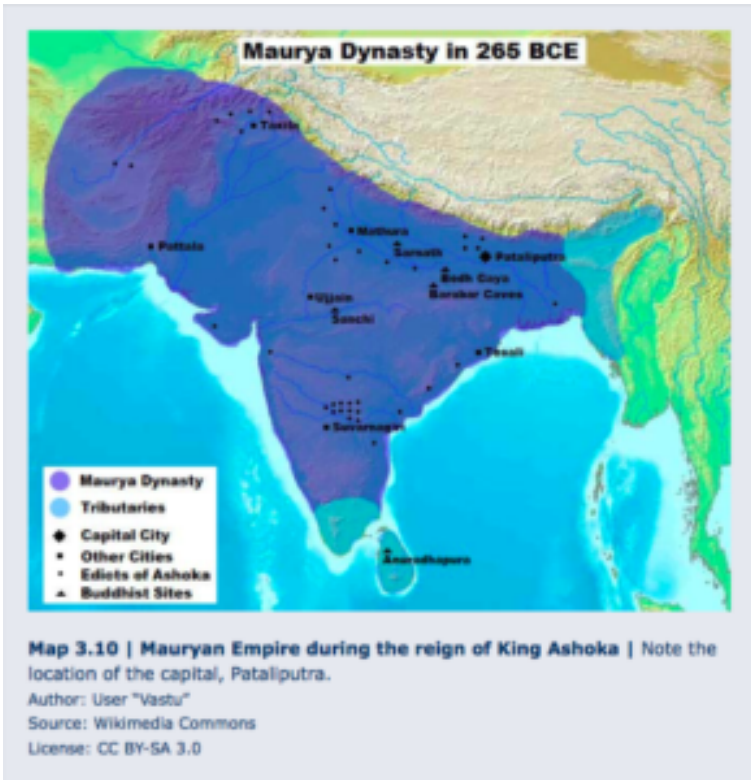 Maurya Dynasty in 265 BCE
Taxila
Mathura
Pattala
Sarnath
Pataliputra
Bodh Gaya
Barabar Caves
Ujjain
Sanchi
Tosali
Suvarnagiri
Anuradhapura
Maurya Dynasty
Tributaries
Capital City
Other Cities
Edicts of Ashoka
Buddhist Sites
Map 3.10 | Mauryan Empire during the reign of King Ashoka | Note the
location of the capital, Pataliputra.
Author: User "Vastu"
Source: Wikimedia Commons
License: CC BY-SA 3.0